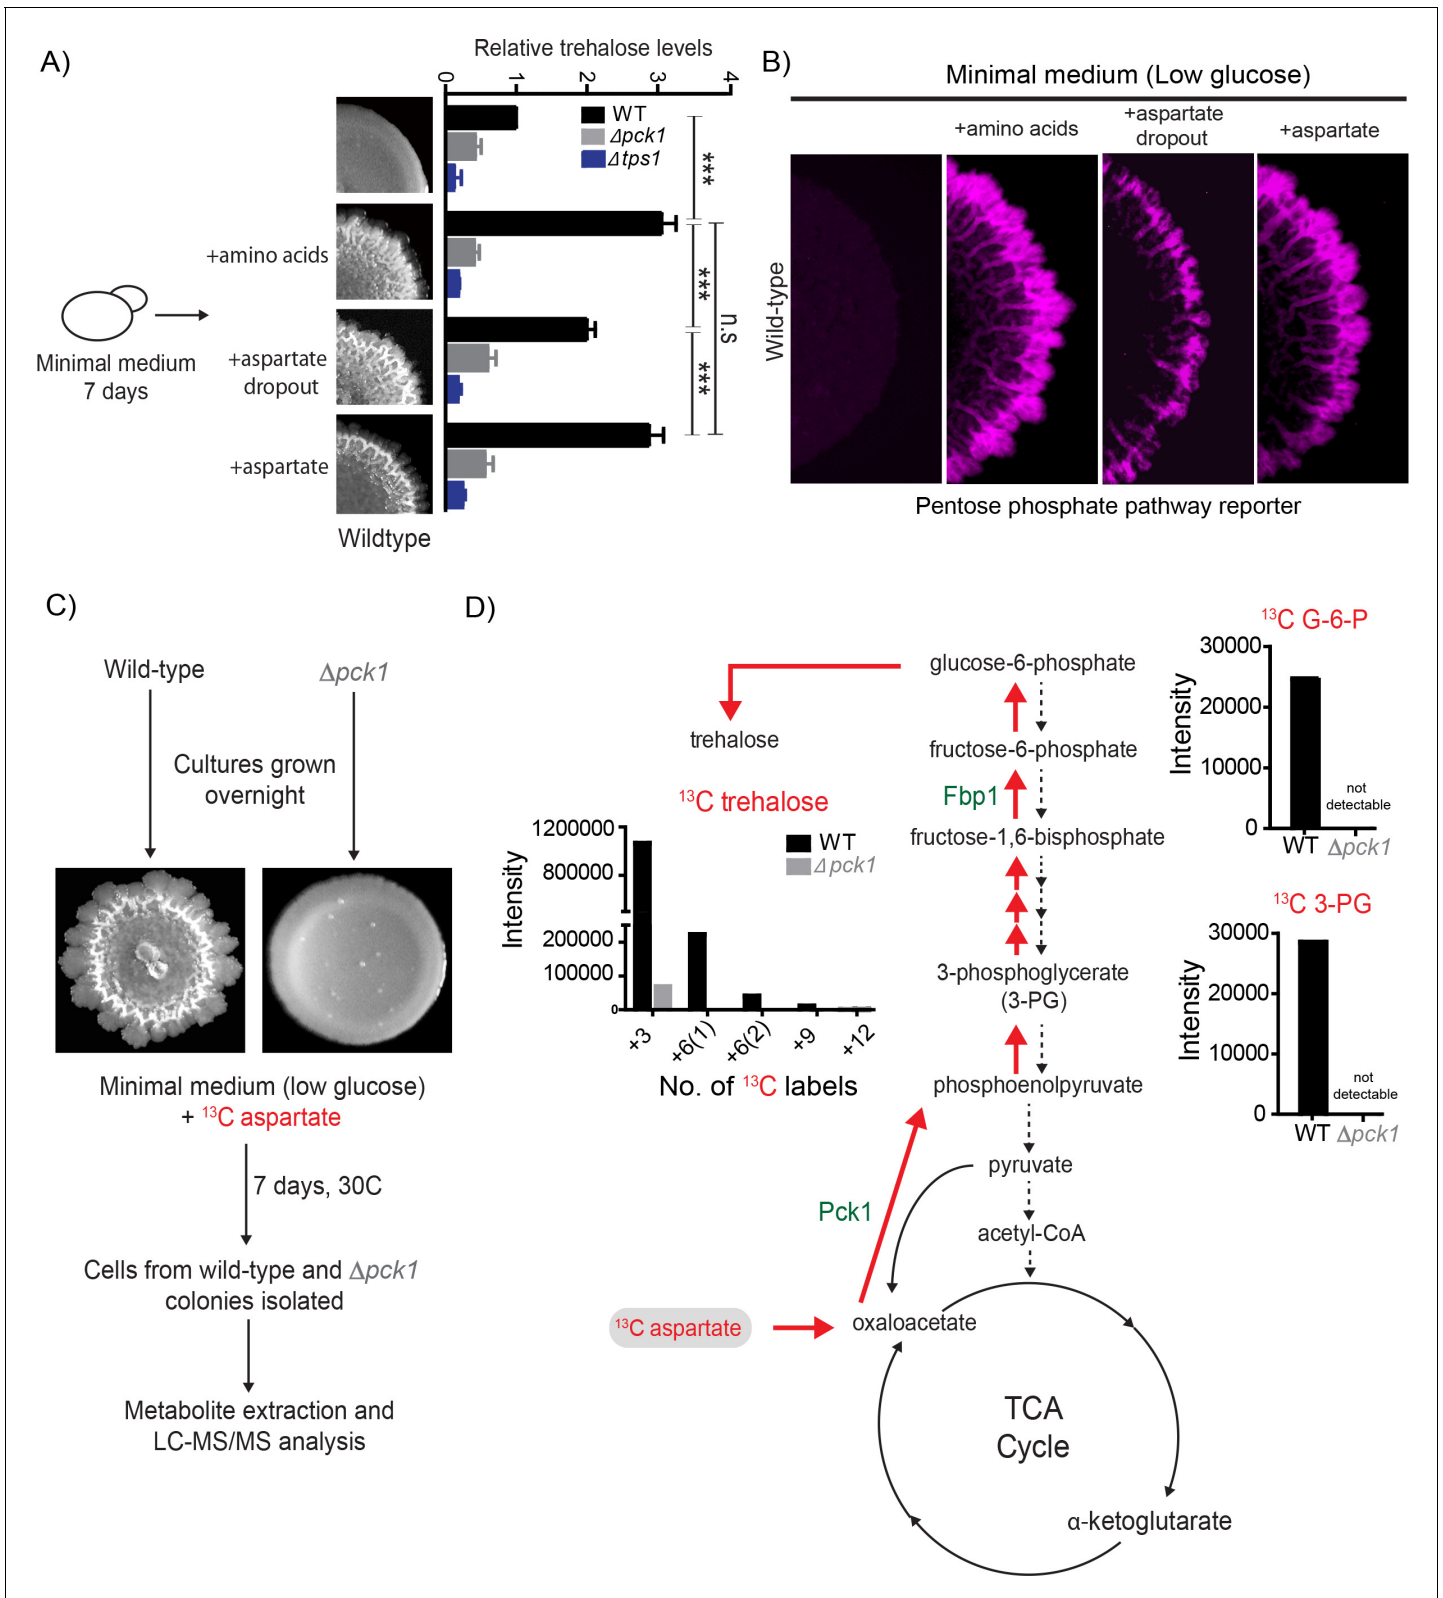 A)
Relative trehalose levels
0 1 2 3 4
WT
Δpck1
Δtps1
***
***
***
n.s
+amino acids
+aspartate
dropout
+aspartate
Minimal medium
7 days
Wildtype
B)
Minimal medium (Low glucose)
+amino acids
+aspartate
dropout
+aspartate
Wild-type
Pentose phosphate pathway reporter
C)
Wild-type
Δpck1
Cultures grown
overnight
Minimal medium (low glucose)
+ ¹³C aspartate
7 days, 30C
Cells from wild-type and Δpck1
colonies isolated
Metabolite extraction and
LC-MS/MS analysis
D)
glucose-6-phosphate
trehalose
fructose-6-phosphate
Fbp1
fructose-1,6-bisphosphate
3-phosphoglycerate
(3-PG)
phosphoenolpyruvate
pyruvate
Pck1
acetyl-CoA
¹³C aspartate
oxaloacetate
TCA
Cycle
α-ketoglutarate
¹³C trehalose
WT
Δpck1
Intensity
1200000
800000
200000
100000
0
+3 +6(1) +6(2) +9 +12
No. of ¹³C labels
¹³C G-6-P
Intensity
30000
20000
10000
0
not
detectable
WT Δpck1
¹³C 3-PG
Intensity
30000
20000
10000
0
not
detectable
WT Δpck1